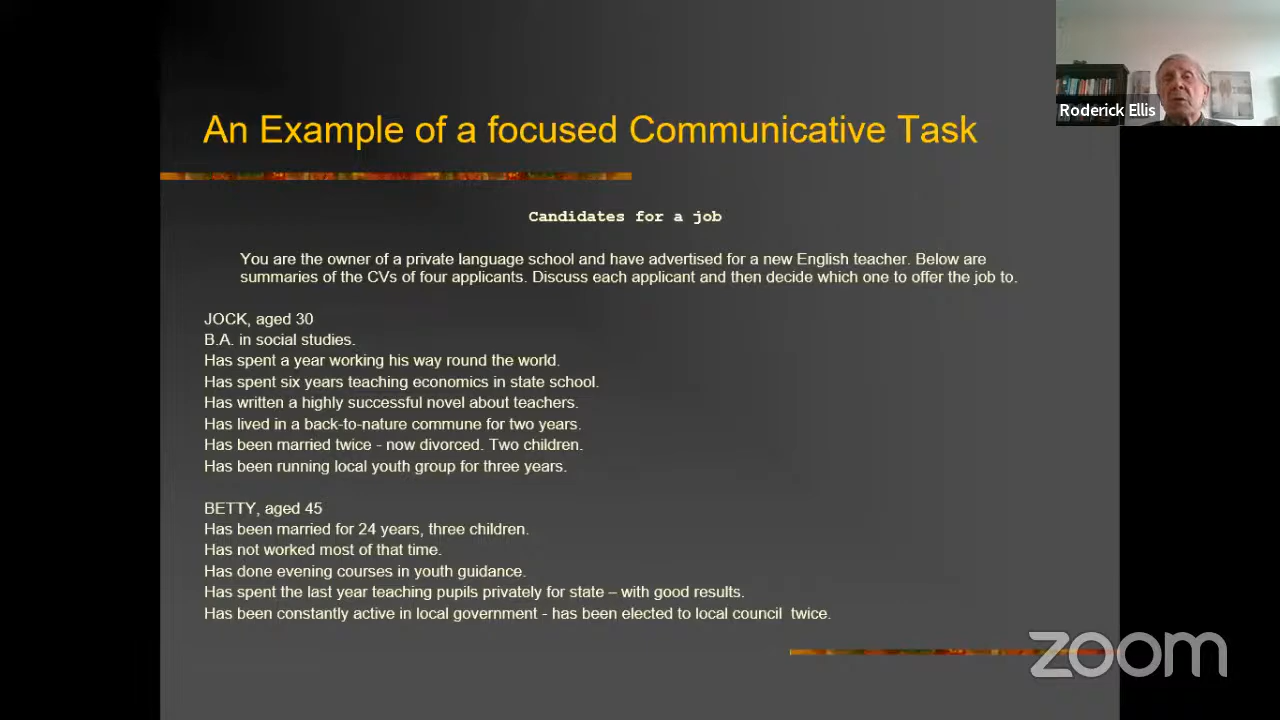 Roderick Ellis
An Example of a focused Communicative Task
Candidates for a job
You are the owner of a private language school and have advertised for a new English teacher. Below are
summaries of the CVs of four applicants. Discuss each applicant and then decide which one to offer the job to.
JOCK, aged 30
B.A. in social studies.
Has spent a year working his way round the world.
Has spent six years teaching economics in state school.
Has written a highly successful novel about teachers.
Has lived in a back-to-nature commune for two years.
Has been married twice - now divorced. Two children.
Has been running local youth group for three years.
BETTY, aged 45
Has been married for 24 years, three children.
Has not worked most of that time.
Has done evening courses in youth guidance.
Has spent the last year teaching pupils privately for state – with good results.
Has been constantly active in local government - has been elected to local council twice.
zoom